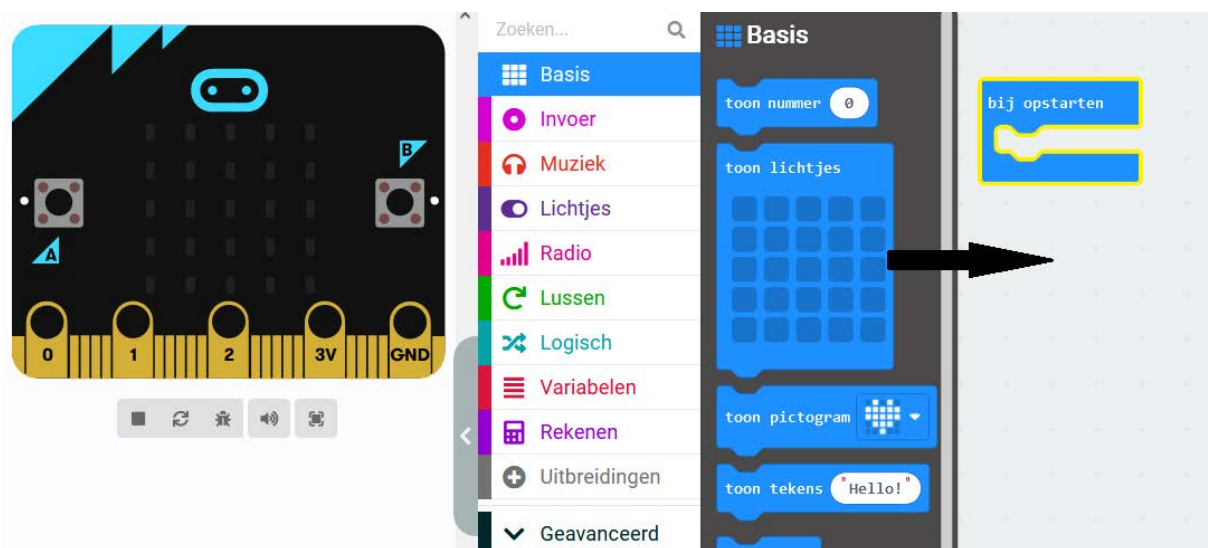 A
B
0 1 2 3V GND
Zoeken...
Basis
Invoer
Muziek
Lichtjes
Radio
Lussen
Logisch
Variabelen
Rekenen
Uitbreidingen
Geavanceerd
Basis
toon nummer 0
toon lichtjes
toon pictogram
toon tekens "Hello!"
bij opstarten